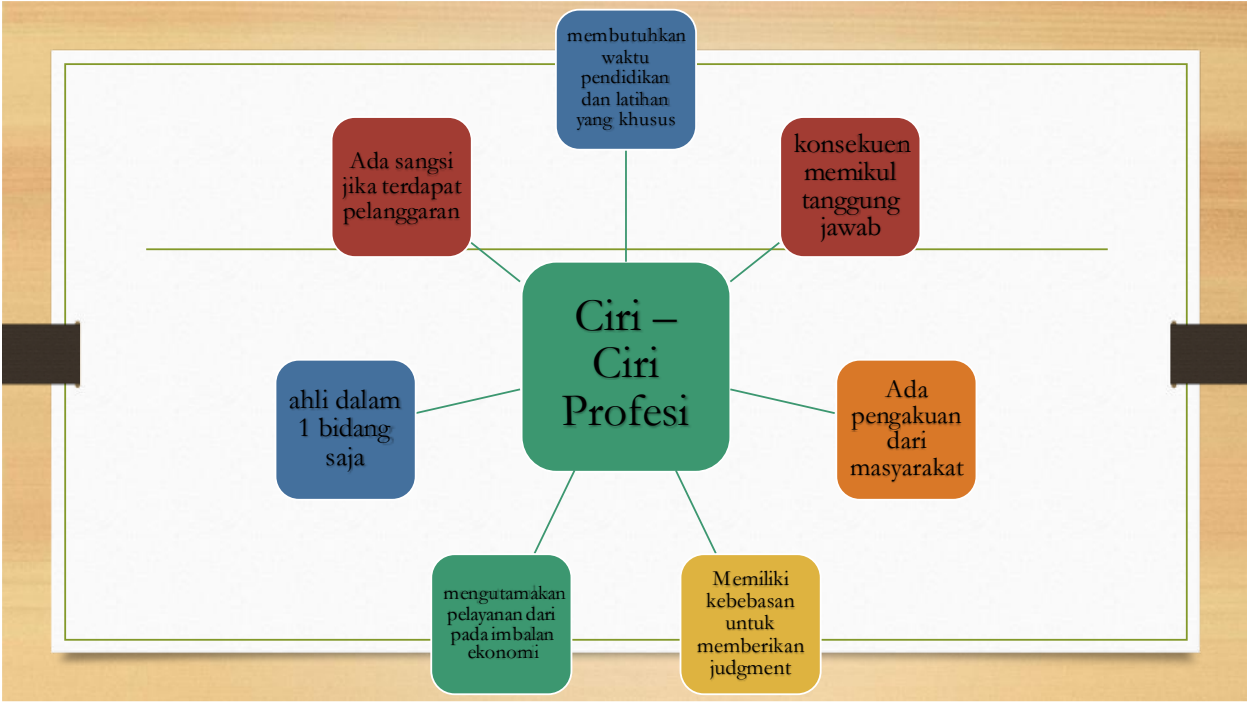 membutuhkan
waktu
pendidikan
dan latihan
yang khusus
Ada sangsi
jika terdapat
pelanggaran
konsekuen
memikul
tanggung
jawab
Ciri –
Ciri
Profesi
ahli dalam
1 bidang
saja
Ada
pengakuan
dari
masyarakat
mengutamakan
pelayanan dari
pada imbalan
ekonomi
Memiliki
kebebasan
untuk
memberikan
judgment